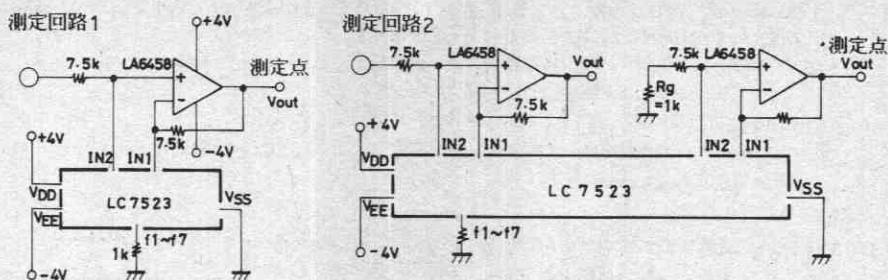 測定回路1
+4V
7.5k
LA6458
測定点
Vout
7.5k
+4V
IN2
IN1
-4V
VDD
VSS
LC7523
VEE
f1~f7
1k
-4V
測定回路2
7.5k
LA6458
Vout
7.5k
+4V
IN2
IN1
VDD
LC7523
VEE
f1~f7
-4V
7.5k
LA6458
測定点
Vout
Rg
=1k
IN2
IN1
VSS